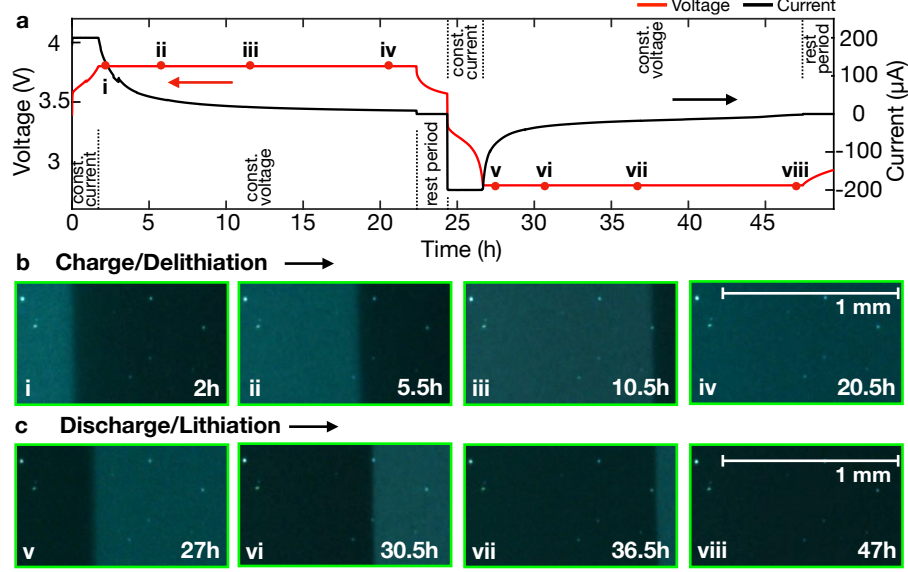 a
Voltage Current
4
3.5
3
Voltage (V)
200
100
0
-100
-200
Current (µA)
i ii iii iv
v vi vii viii
const. current
const. voltage
rest period
const. current
const. voltage
rest period
0 5 10 15 20 25 30 35 40 45
Time (h)
b Charge/Delithiation
i 2h
ii 5.5h
iii 10.5h
1 mm
iv 20.5h
c Discharge/Lithiation
v 27h
vi 30.5h
vii 36.5h
1 mm
viii 47h